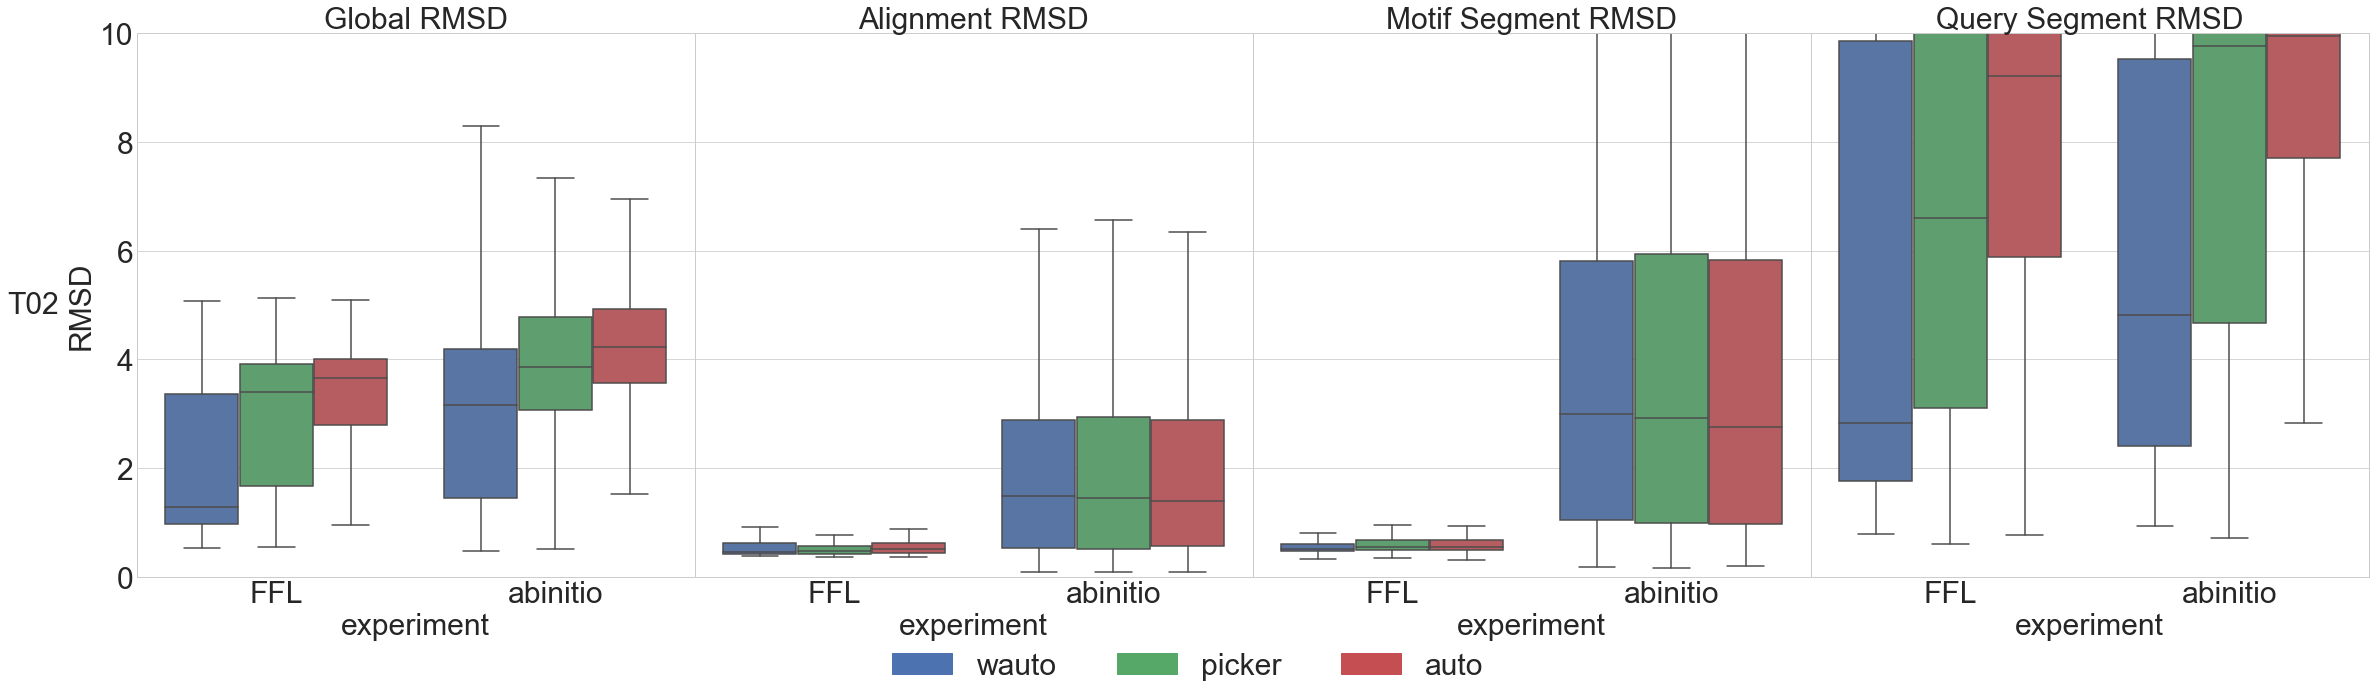 Global RMSD Alignment RMSD Motif Segment RMSD Query Segment RMSD
10
8
6
4
2
0
T02
RMSD
FFL abinitio FFL abinitio FFL abinitio FFL abinitio
experiment experiment experiment experiment
wauto picker auto